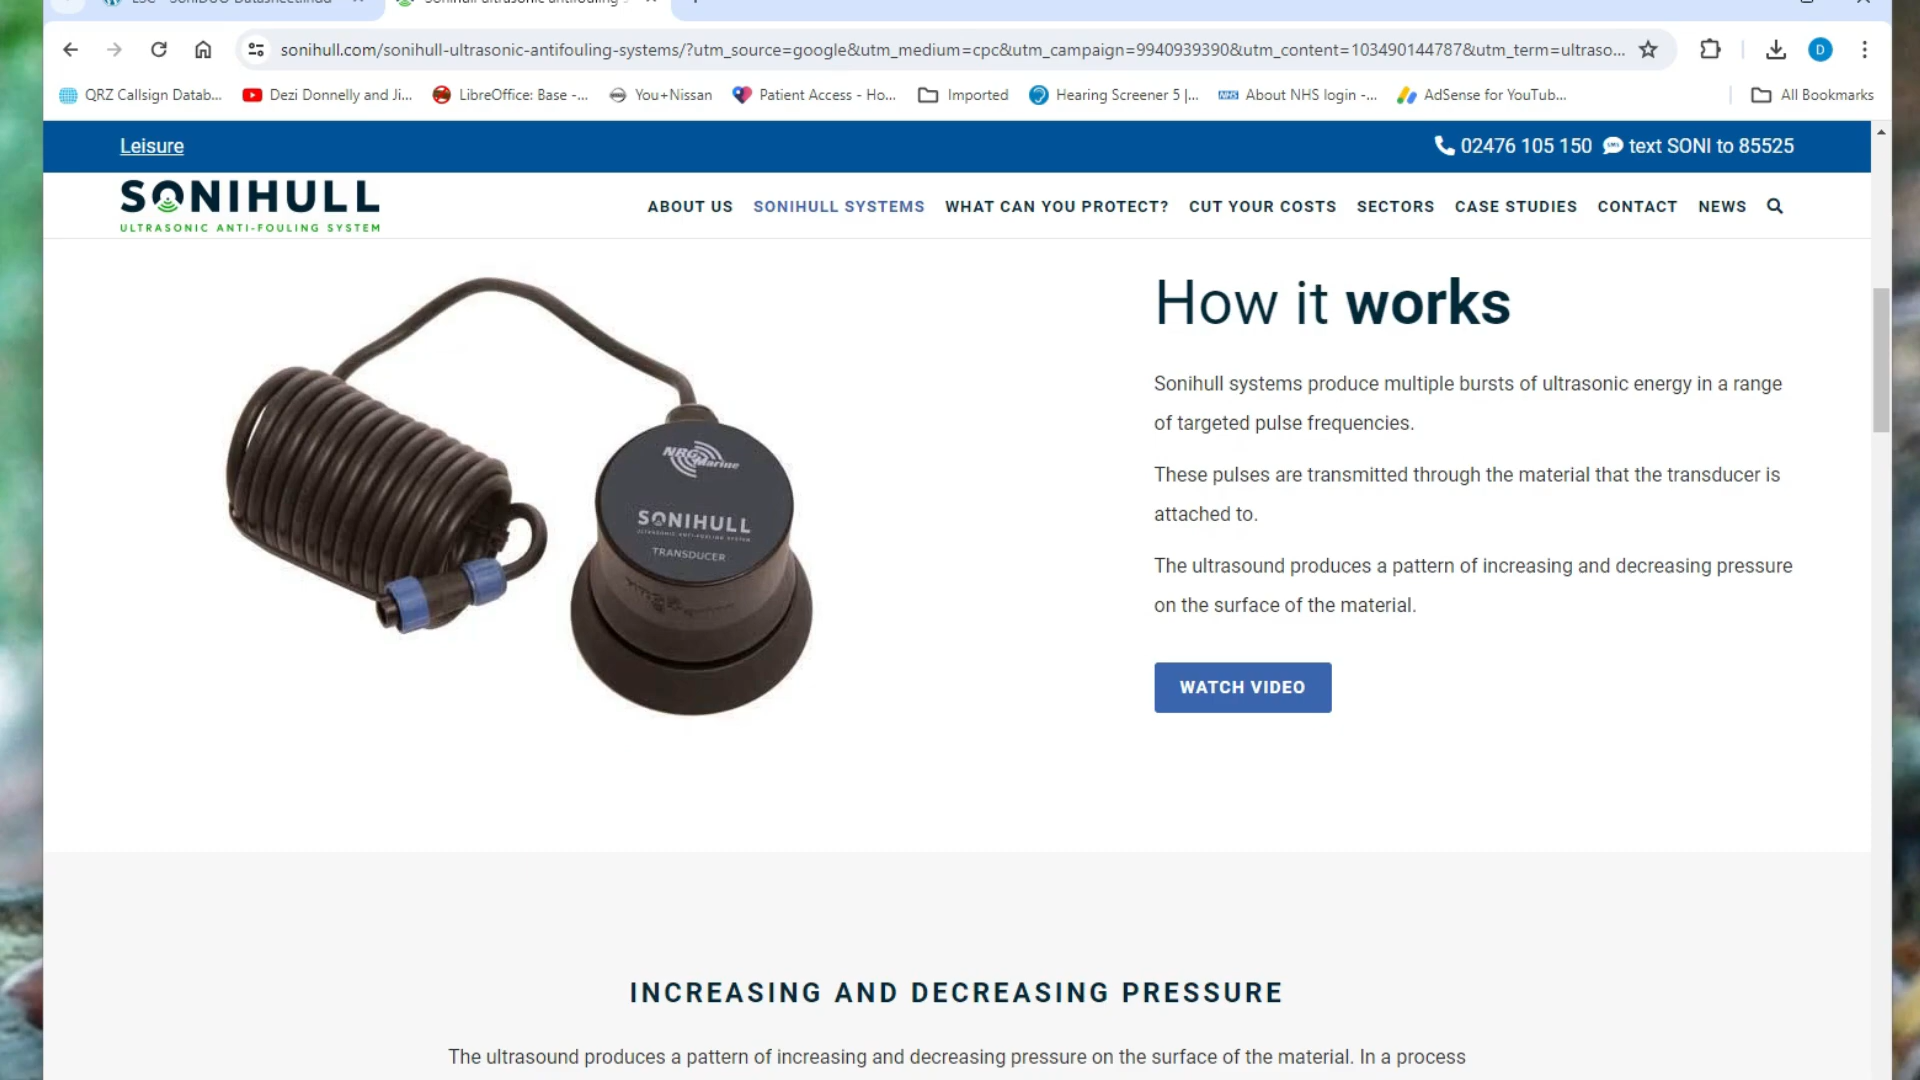 sonihull.com/sonihull-ultrasonic-antifouling-systems/?utm_source=google&utm_medium=cpc&utm_campaign=9940939390&utm_content=103490144787&utm_term=ultraso...
D
QRZ Callsign Datab...
Dezi Donnelly and Ji...
LibreOffice: Base -...
You+Nissan
Patient Access - Ho...
Imported
Hearing Screener 5 |...
NHS
About NHS login -...
AdSense for YouTub...
All Bookmarks
Leisure
02476 105 150
text SONI to 85525
SONIHULL
ULTRASONIC ANTI-FOULING SYSTEM
ABOUT US
SONIHULL SYSTEMS
WHAT CAN YOU PROTECT?
CUT YOUR COSTS
SECTORS
CASE STUDIES
CONTACT
NEWS
NRG Marine
SONIHULL
ULTRASONIC ANTI-FOULING SYSTEM
TRANSDUCER
How it works
Sonihull systems produce multiple bursts of ultrasonic energy in a range
of targeted pulse frequencies.
These pulses are transmitted through the material that the transducer is
attached to.
The ultrasound produces a pattern of increasing and decreasing pressure
on the surface of the material.
WATCH VIDEO
INCREASING AND DECREASING PRESSURE
The ultrasound produces a pattern of increasing and decreasing pressure on the surface of the material. In a process